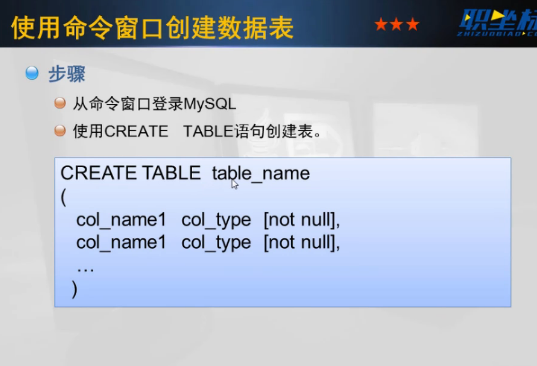 使用命令窗口创建数据表
★★★
职坐标
步骤
从命令窗口登录MySQL
使用CREATE TABLE语句创建表。
CREATE TABLE table_name
(
col_name1 col_type [not null],
col_name1 col_type [not null],
…
)